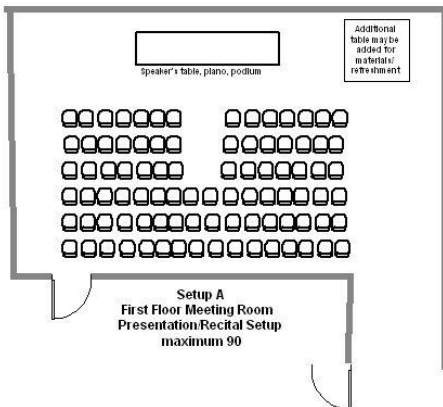 Additional
table may be
added for
materials/
refreshment
Speaker's table, piano, podium
Setup A
First Floor Meeting Room
Presentation/Recital Setup
maximum 90